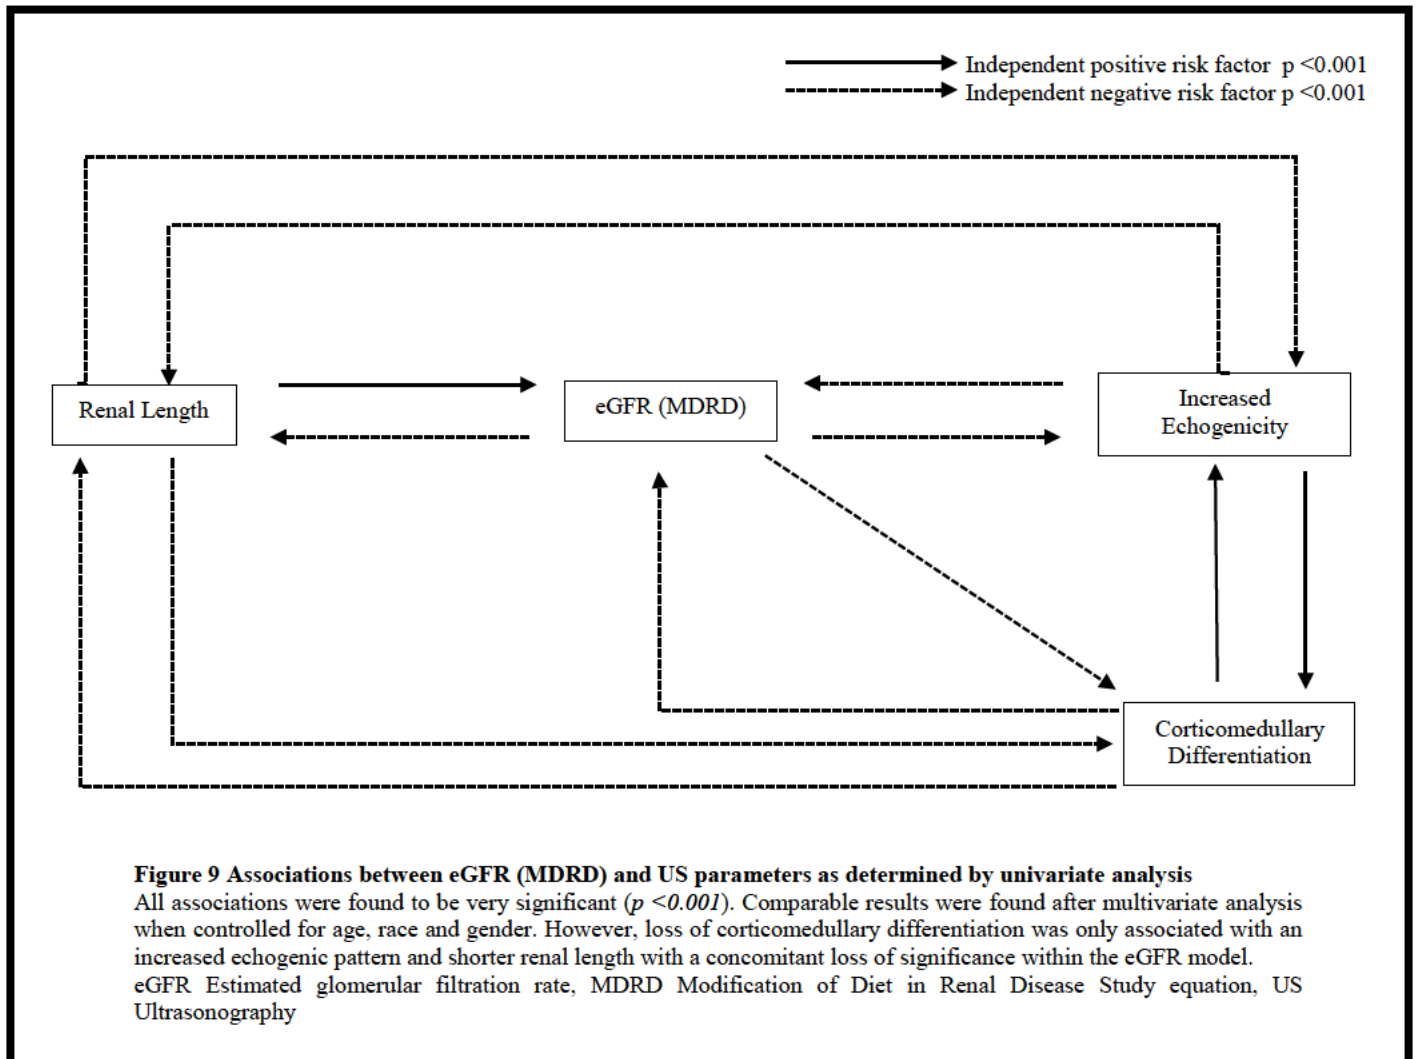 Independent positive risk factor p <0.001
Independent negative risk factor p <0.001
Renal Length
eGFR (MDRD)
Increased
Echogenicity
Corticomedullary
Differentiation
Figure 9 Associations between eGFR (MDRD) and US parameters as determined by univariate analysis
All associations were found to be very significant (p <0.001). Comparable results were found after multivariate analysis
when controlled for age, race and gender. However, loss of corticomedullary differentiation was only associated with an
increased echogenic pattern and shorter renal length with a concomitant loss of significance within the eGFR model.
eGFR Estimated glomerular filtration rate, MDRD Modification of Diet in Renal Disease Study equation, US
Ultrasonography